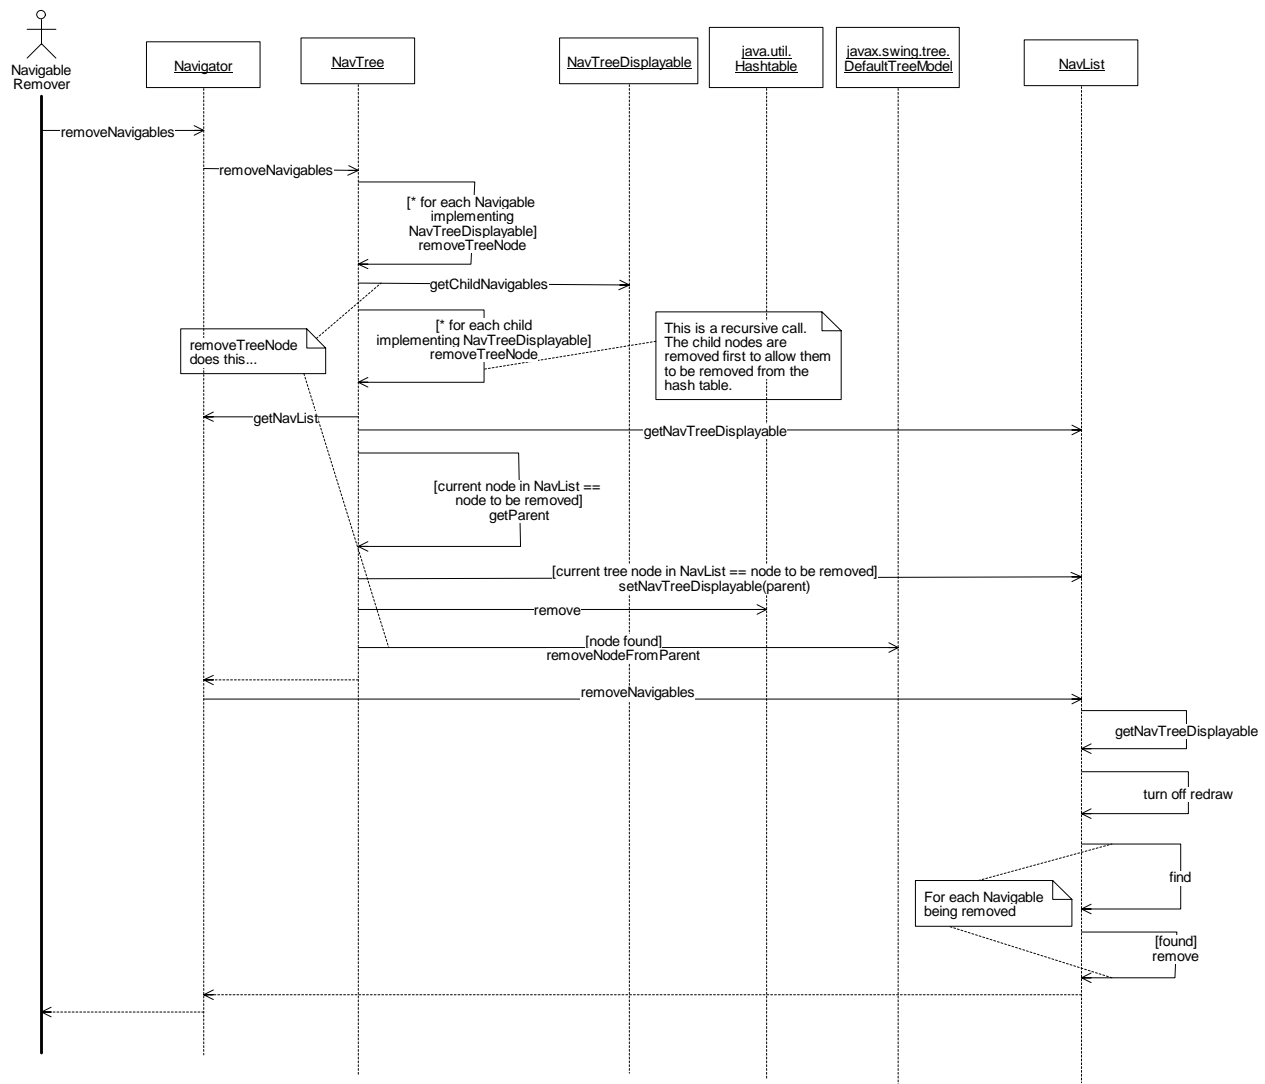 Navigable
Remover
Navigator
NavTree
NavTreeDisplayable
java.util.
Hashtable
javax.swing.tree.
DefaultTreeModel
NavList
removeNavigables
removeNavigables
[* for each Navigable
implementing
NavTreeDisplayable]
removeTreeNode
getChildNavigables
removeTreeNode
does this...
[* for each child
implementing NavTreeDisplayable]
removeTreeNode
This is a recursive call.
The child nodes are
removed first to allow them
to be removed from the
hash table.
getNavList
getNavTreeDisplayable
[current node in NavList ==
node to be removed]
getParent
[current tree node in NavList == node to be removed]
setNavTreeDisplayable(parent)
remove
[node found]
removeNodeFromParent
removeNavigables
getNavTreeDisplayable
turn off redraw
find
For each Navigable
being removed
[found]
remove